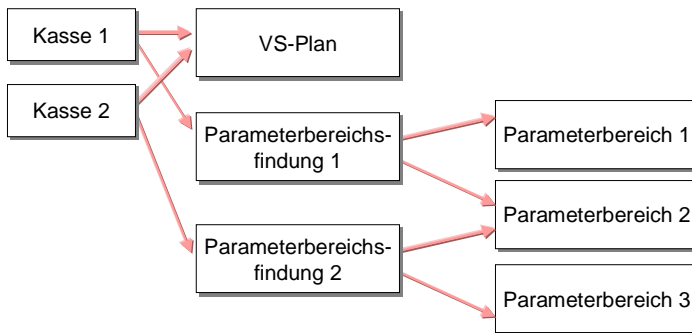 Kasse 1
VS-Plan
Kasse 2
Parameterbereichs-
findung 1
Parameterbereich 1
Parameterbereich 2
Parameterbereichs-
findung 2
Parameterbereich 3